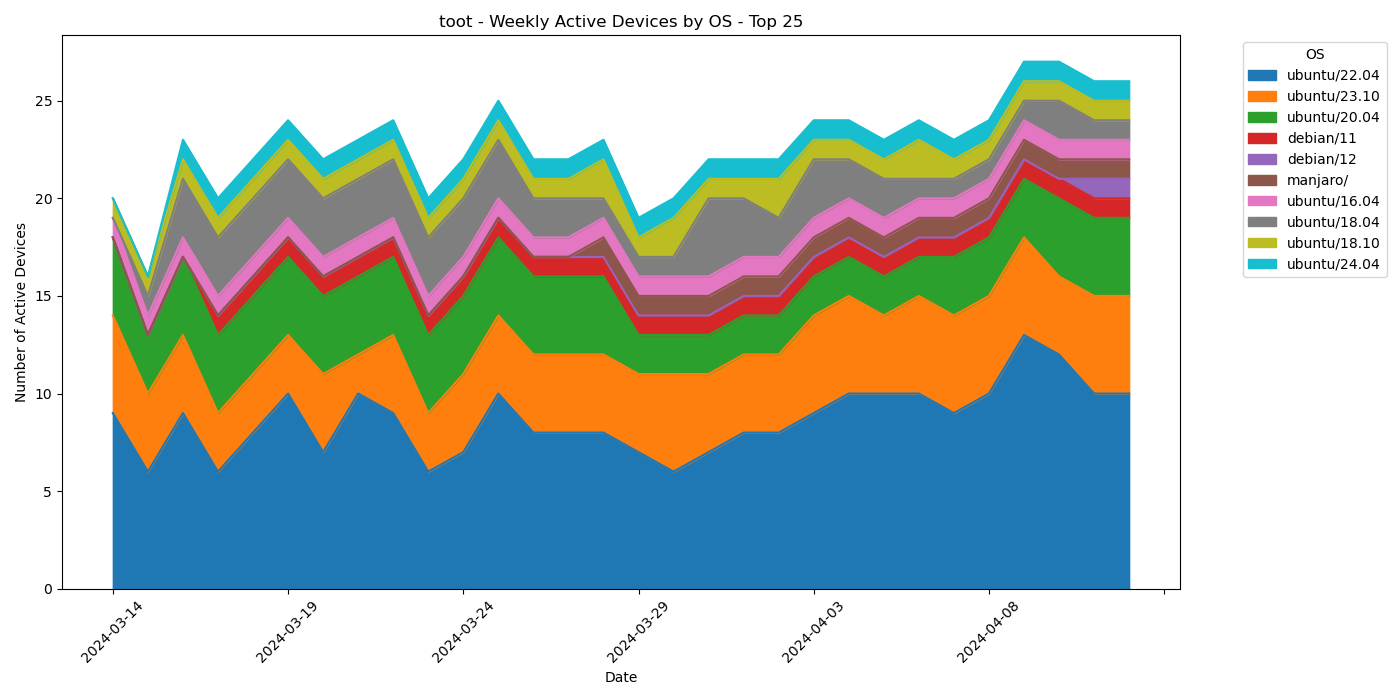 toot - Weekly Active Devices by OS - Top 25
Number of Active Devices
25
20
15
10
5
0
2024-03-14
2024-03-19
2024-03-24
2024-03-29
2024-04-03
2024-04-08
Date
OS
ubuntu/22.04
ubuntu/23.10
ubuntu/20.04
debian/11
debian/12
manjaro/
ubuntu/16.04
ubuntu/18.04
ubuntu/18.10
ubuntu/24.04